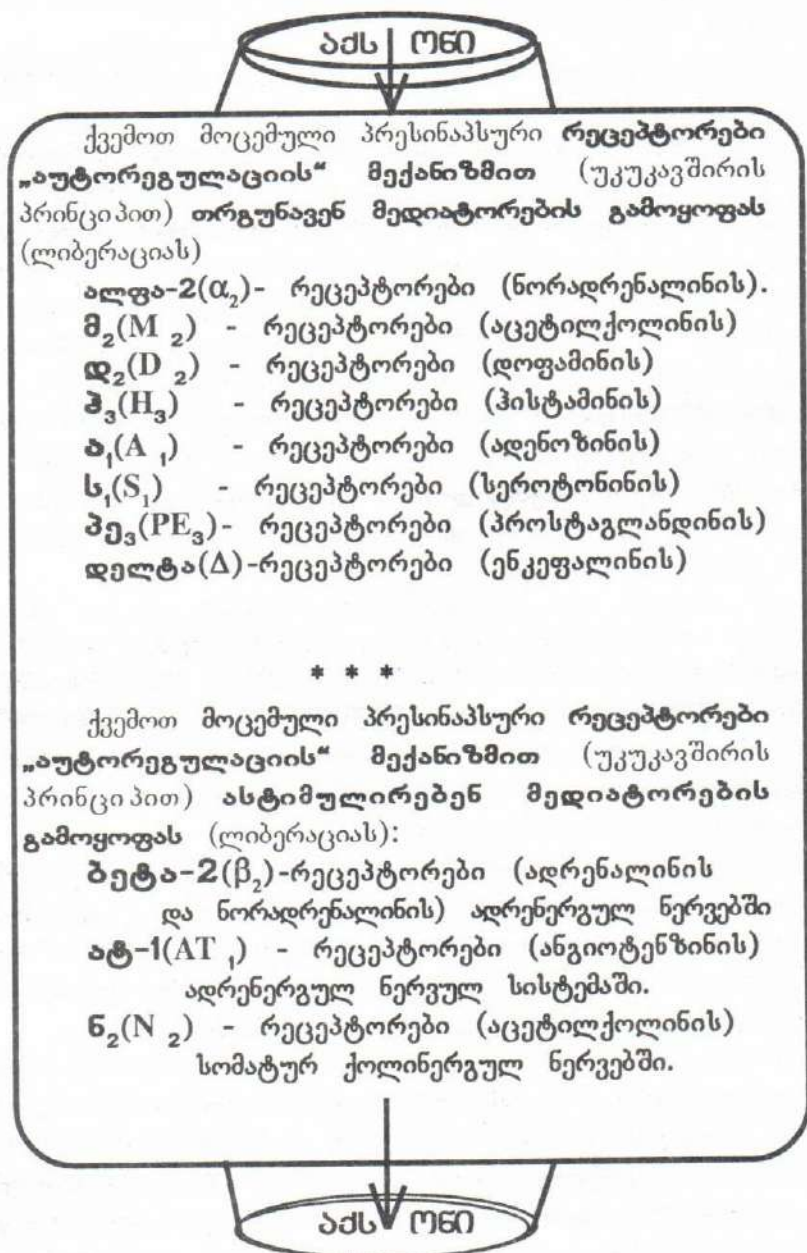 აქს ონი
ქვემოთ მოცემული პრესინაპსური რეცეპტორები
„აუტორეგულაციის“ მექანიზმით (უკუკავშირის
პრინციპით) თრგუნავენ მედიატორების გამოყოფას
(ლიბერაციას)
ალფა-2(α₂)- რეცეპტორები (ნორადრენალინის).
მ₂(M ₂) - რეცეპტორები (აცეტილქოლინის)
დ₂(D ₂) - რეცეპტორები (დოფამინის)
ჰ₃(H₃) - რეცეპტორები (ჰისტამინის)
ა₁(A ₁) - რეცეპტორები (ადენოზინის)
ს₁(S₁) - რეცეპტორები (სეროტონინის)
პე₃(PE₃)- რეცეპტორები (პროსტაგლანდინის)
დელტა(Δ)-რეცეპტორები (ენკეფალინის)
* * *
ქვემოთ მოცემული პრესინაპსური რეცეპტორები
„აუტორეგულაციის“ მექანიზმით (უკუკავშირის
პრინციპით) ასტიმულირებენ მედიატორების
გამოყოფას (ლიბერაციას):
ბეტა-2(β₂)-რეცეპტორები (ადრენალინის
და ნორადრენალინის) ადრენერგულ ნერვებში
ატ-1(AT ₁) - რეცეპტორები (ანგიოტენზინის)
ადრენერგულ ნერვულ სისტემაში.
ნ₂(N ₂) - რეცეპტორები (აცეტილქოლინის)
სომატურ ქოლინერგულ ნერვებში.
აქს ონი